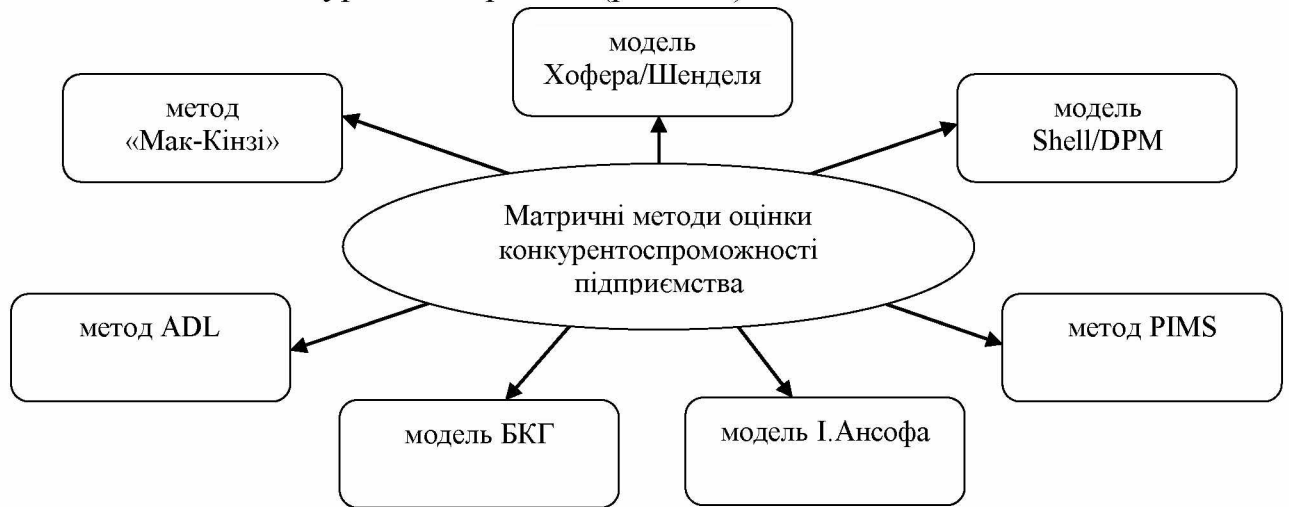 модель
Хофера/Шенделя
метод
«Мак-Кінзі»
модель
Shell/DPM
Матричні методи оцінки
конкурентоспроможності
підприємства
метод ADL
метод PIMS
модель БКГ
модель І.Ансофа